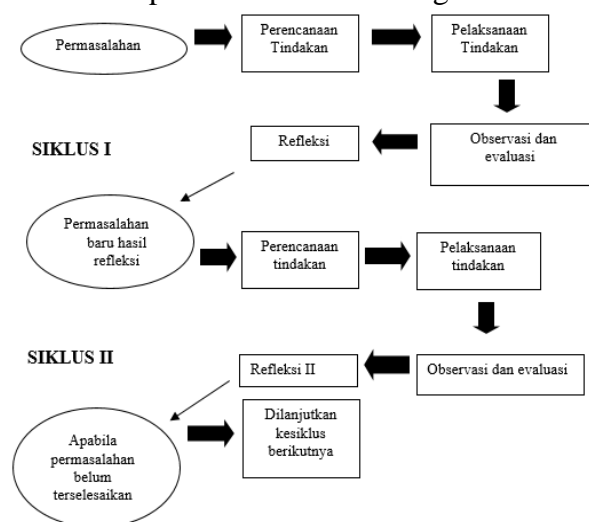 Permasalahan
Perencanaan
Tindakan
Pelaksanaan
Tindakan
SIKLUS I
Refleksi
Observasi dan
evaluasi
Permasalahan
baru hasil
refleksi
Perencanaan
tindakan
Pelaksanaan
tindakan
SIKLUS II
Refleksi II
Observasi dan evaluasi
Apabila
permasalahan
belum
terselesaikan
Dilanjutkan
kesiklus
berikutnya